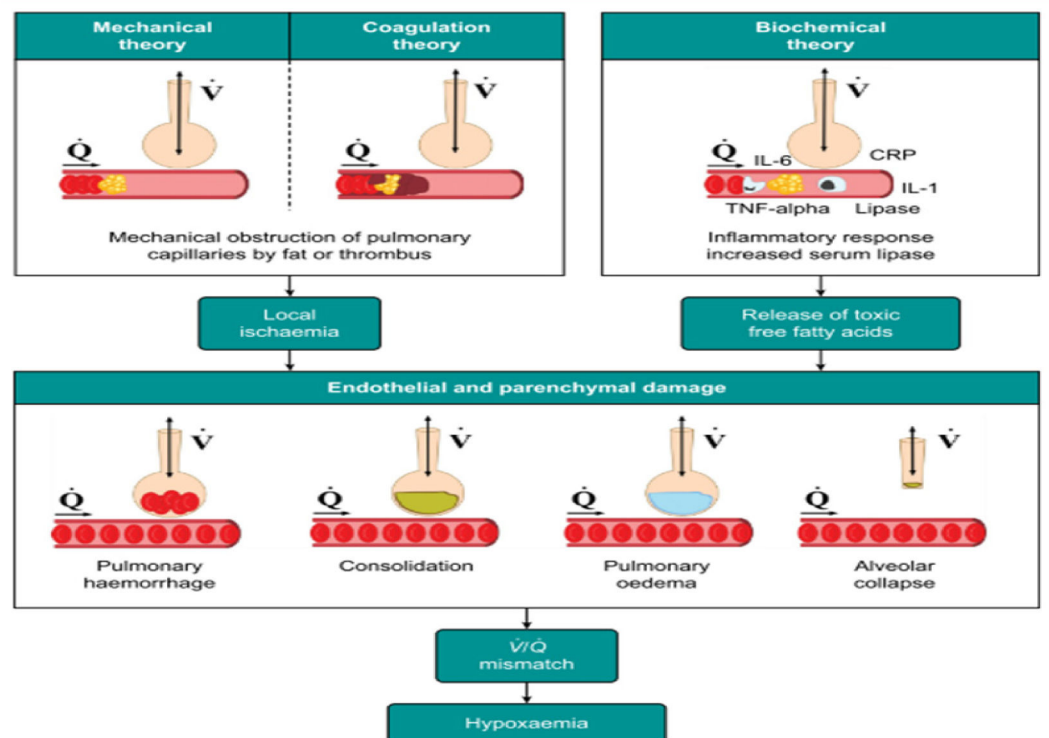 Mechanical
theory
Coagulation
theory
Biochemical
theory
V̇
V̇
V̇
Q̇
Q̇
Q̇
IL-6
CRP
IL-1
TNF-alpha
Lipase
Mechanical obstruction of pulmonary
capillaries by fat or thrombus
Inflammatory response
increased serum lipase
Local
ischaemia
Release of toxic
free fatty acids
Endothelial and parenchymal damage
V̇
V̇
V̇
V̇
Q̇
Q̇
Q̇
Q̇
Pulmonary
haemorrhage
Consolidation
Pulmonary
oedema
Alveolar
collapse
V̇/Q̇
mismatch
Hypoxaemia